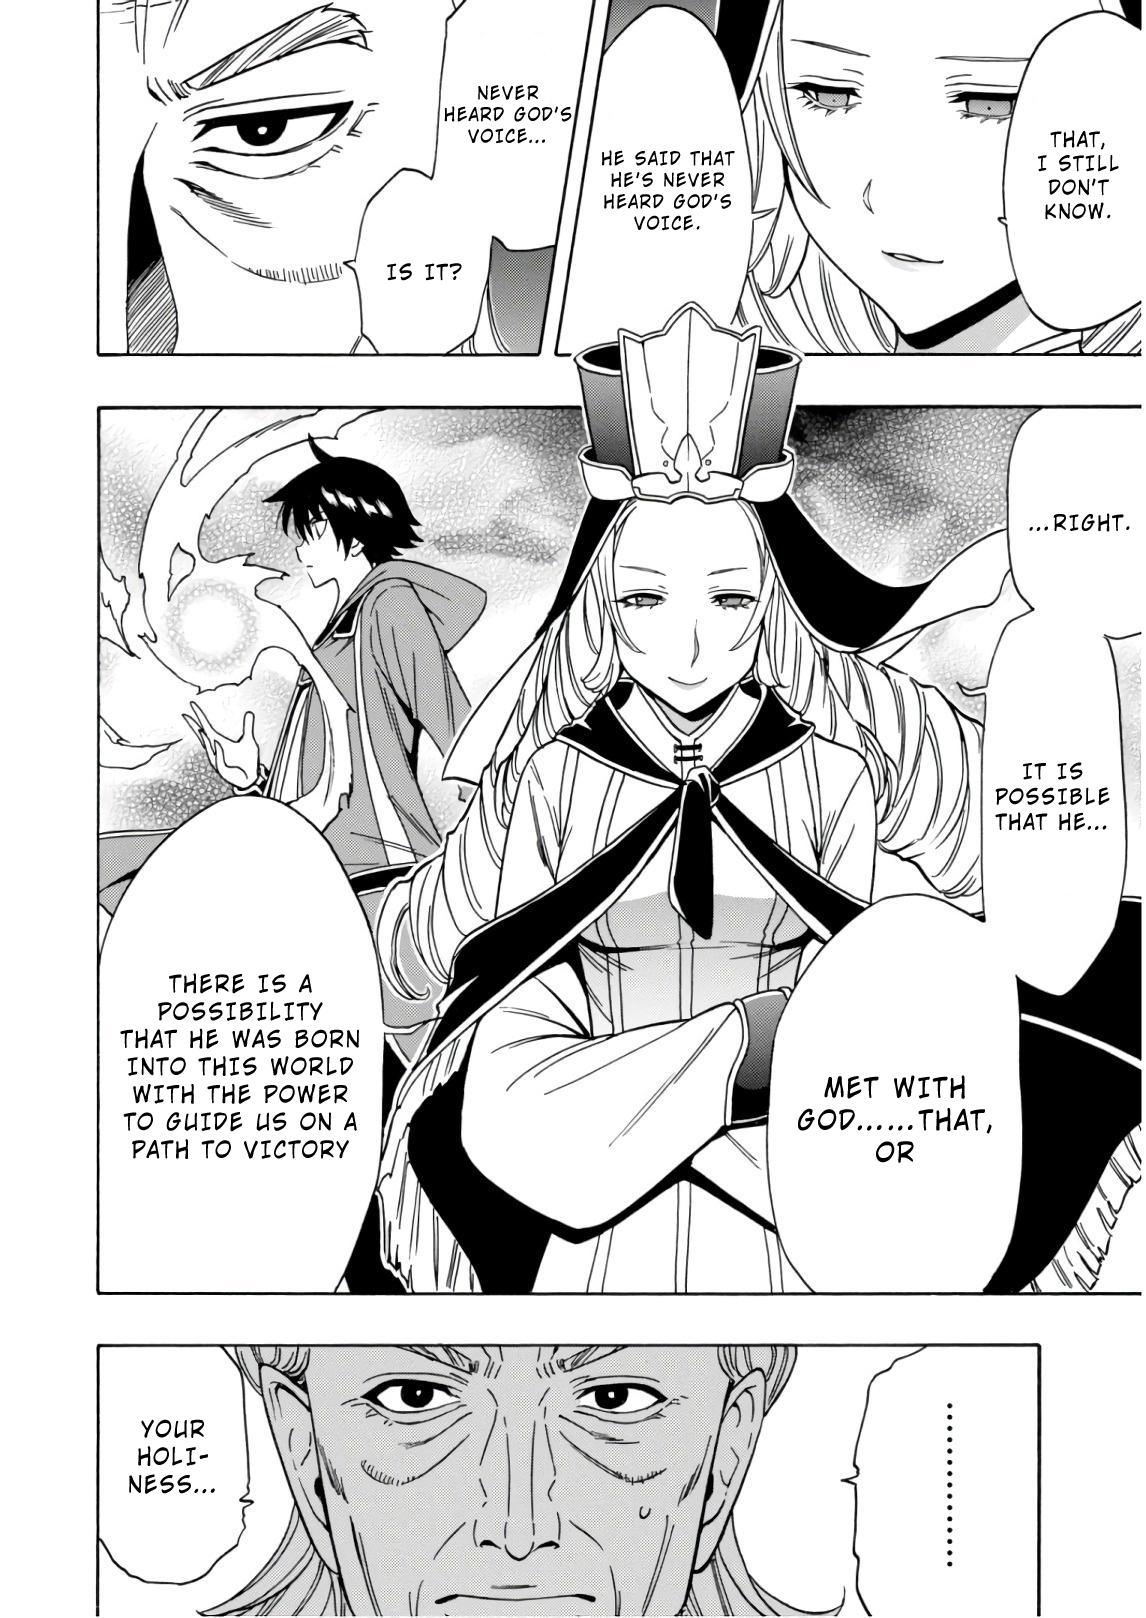 THAT,
I STILL
DON'T
KNOW.
HE SAID THAT
HE'S NEVER
HEARD GOD'S
VOICE.
NEVER
HEARD GOD'S
VOICE...
IS IT?
...RIGHT.
IT IS
POSSIBLE
THAT HE...
MET WITH
GOD......THAT,
OR
THERE IS A
POSSIBILITY
THAT HE WAS BORN
INTO THIS WORLD
WITH THE POWER
TO GUIDE US ON A
PATH TO VICTORY
............
YOUR
HOLI-
NESS...